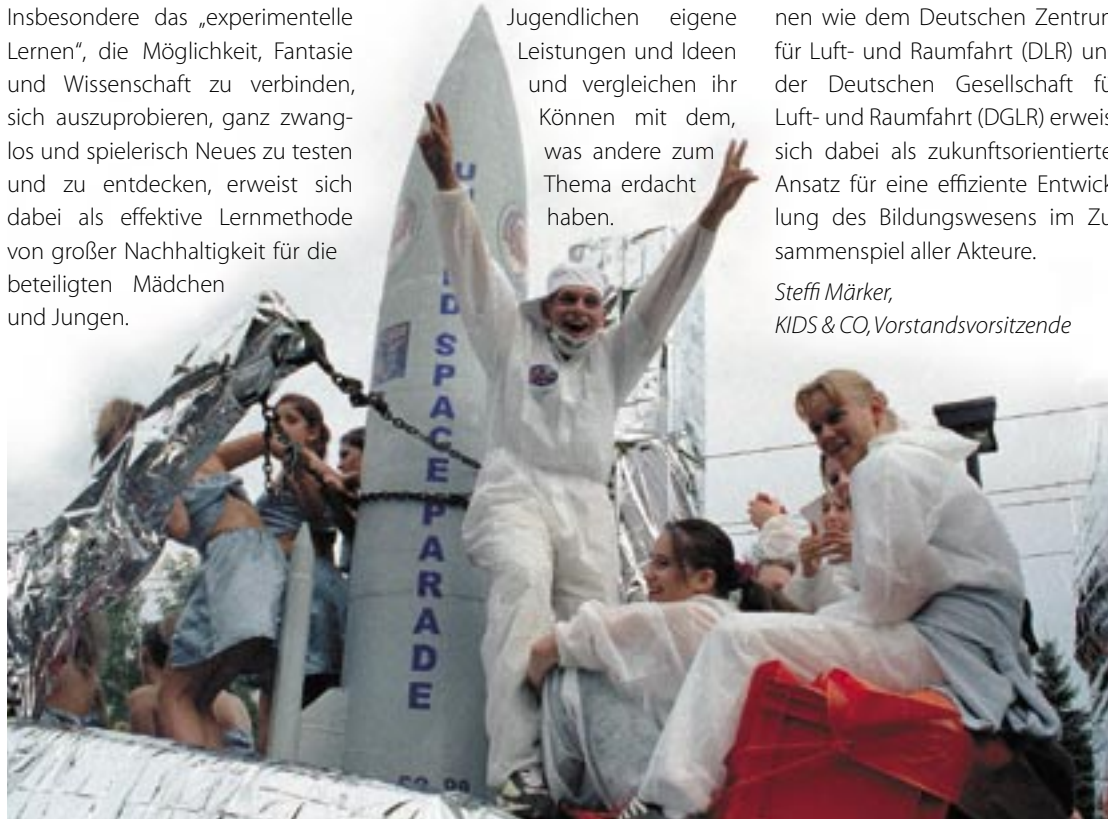 Insbesondere das „experimentelle
Lernen“, die Möglichkeit, Fantasie
und Wissenschaft zu verbinden,
sich auszuprobieren, ganz zwang-
los und spielerisch Neues zu testen
und zu entdecken, erweist sich
dabei als effektive Lernmethode
von großer Nachhaltigkeit für die
beteiligten Mädchen
und Jungen.
Jugendlichen eigene
Leistungen und Ideen
und vergleichen ihr
Können mit dem,
was andere zum
Thema erdacht
haben.
nen wie dem Deutschen Zentrum
für Luft- und Raumfahrt (DLR) un
der Deutschen Gesellschaft fü
Luft- und Raumfahrt (DGLR) erweis
sich dabei als zukunftsorientierte
Ansatz für eine effiziente Entwick
lung des Bildungswesens im Zu
sammenspiel aller Akteure.
Steffi Märker,
KIDS & CO, Vorstandsvorsitzende
SPACE PARADE